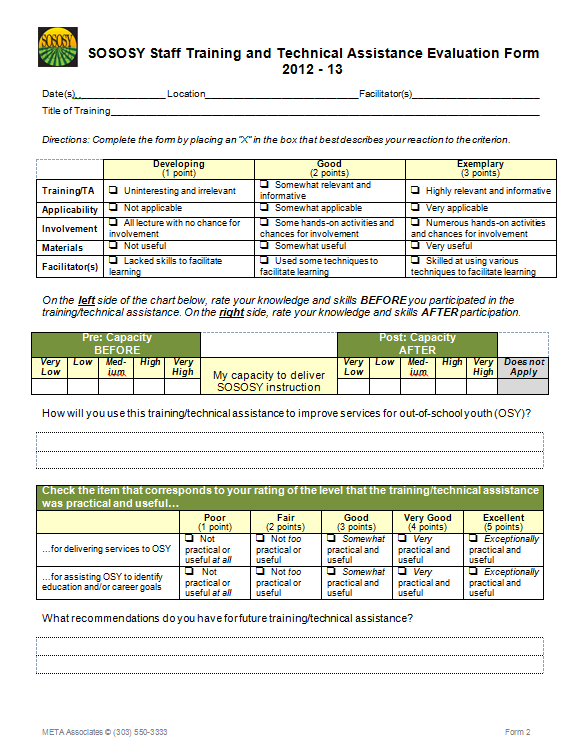 SOSOSY
SOSOSY Staff Training and Technical Assistance Evaluation Form
2012 - 13
Date(s)_________________ Location____________________________Facilitator(s)_______________________
Title of Training______________________________________________________________________________
Directions: Complete the form by placing an "X" in the box that best describes your reaction to the criterion.
Developing
(1 point)
Good
(2 points)
Exemplary
(3 points)
Training/TA
❑ Uninteresting and irrelevant
❑ Somewhat relevant and
informative
❑ Highly relevant and informative
Applicability
❑ Not applicable
❑ Somewhat applicable
❑ Very applicable
Involvement
❑ All lecture with no chance for
involvement
❑ Some hands-on activities and
chances for involvement
❑ Numerous hands-on activities
and chances for involvement
Materials
❑ Not useful
❑ Somewhat useful
❑ Very useful
Facilitator(s)
❑ Lacked skills to facilitate
learning
❑ Used some techniques to
facilitate learning
❑ Skilled at using various
techniques to facilitate learning
On the left side of the chart below, rate your knowledge and skills BEFORE you participated in the
training/technical assistance. On the right side, rate your knowledge and skills AFTER participation.
Pre: Capacity
BEFORE
Post: Capacity
AFTER
Very
Low
Low
Med-
ium
High
Very
High
My capacity to deliver
SOSOSY instruction
Very
Low
Low
Med-
ium
High
Very
High
Does not
Apply
How will you use this training/technical assistance to improve services for out-of-school youth (OSY)?
Check the item that corresponds to your rating of the level that the training/technical assistance
was practical and useful…
Poor
(1 point)
Fair
(2 points)
Good
(3 points)
Very Good
(4 points)
Excellent
(5 points)
…for delivering services to OSY
❑ Not
practical or
useful at all
❑ Not too
practical or
useful
❑ Somewhat
practical and
useful
❑ Very
practical and
useful
❑ Exceptionally
practical and
useful
…for assisting OSY to identify
education and/or career goals
❑ Not
practical or
useful at all
❑ Not too
practical or
useful
❑ Somewhat
practical and
useful
❑ Very
practical and
useful
❑ Exceptionally
practical and
useful
What recommendations do you have for future training/technical assistance?
META Associates © (303) 550-3333
Form 2